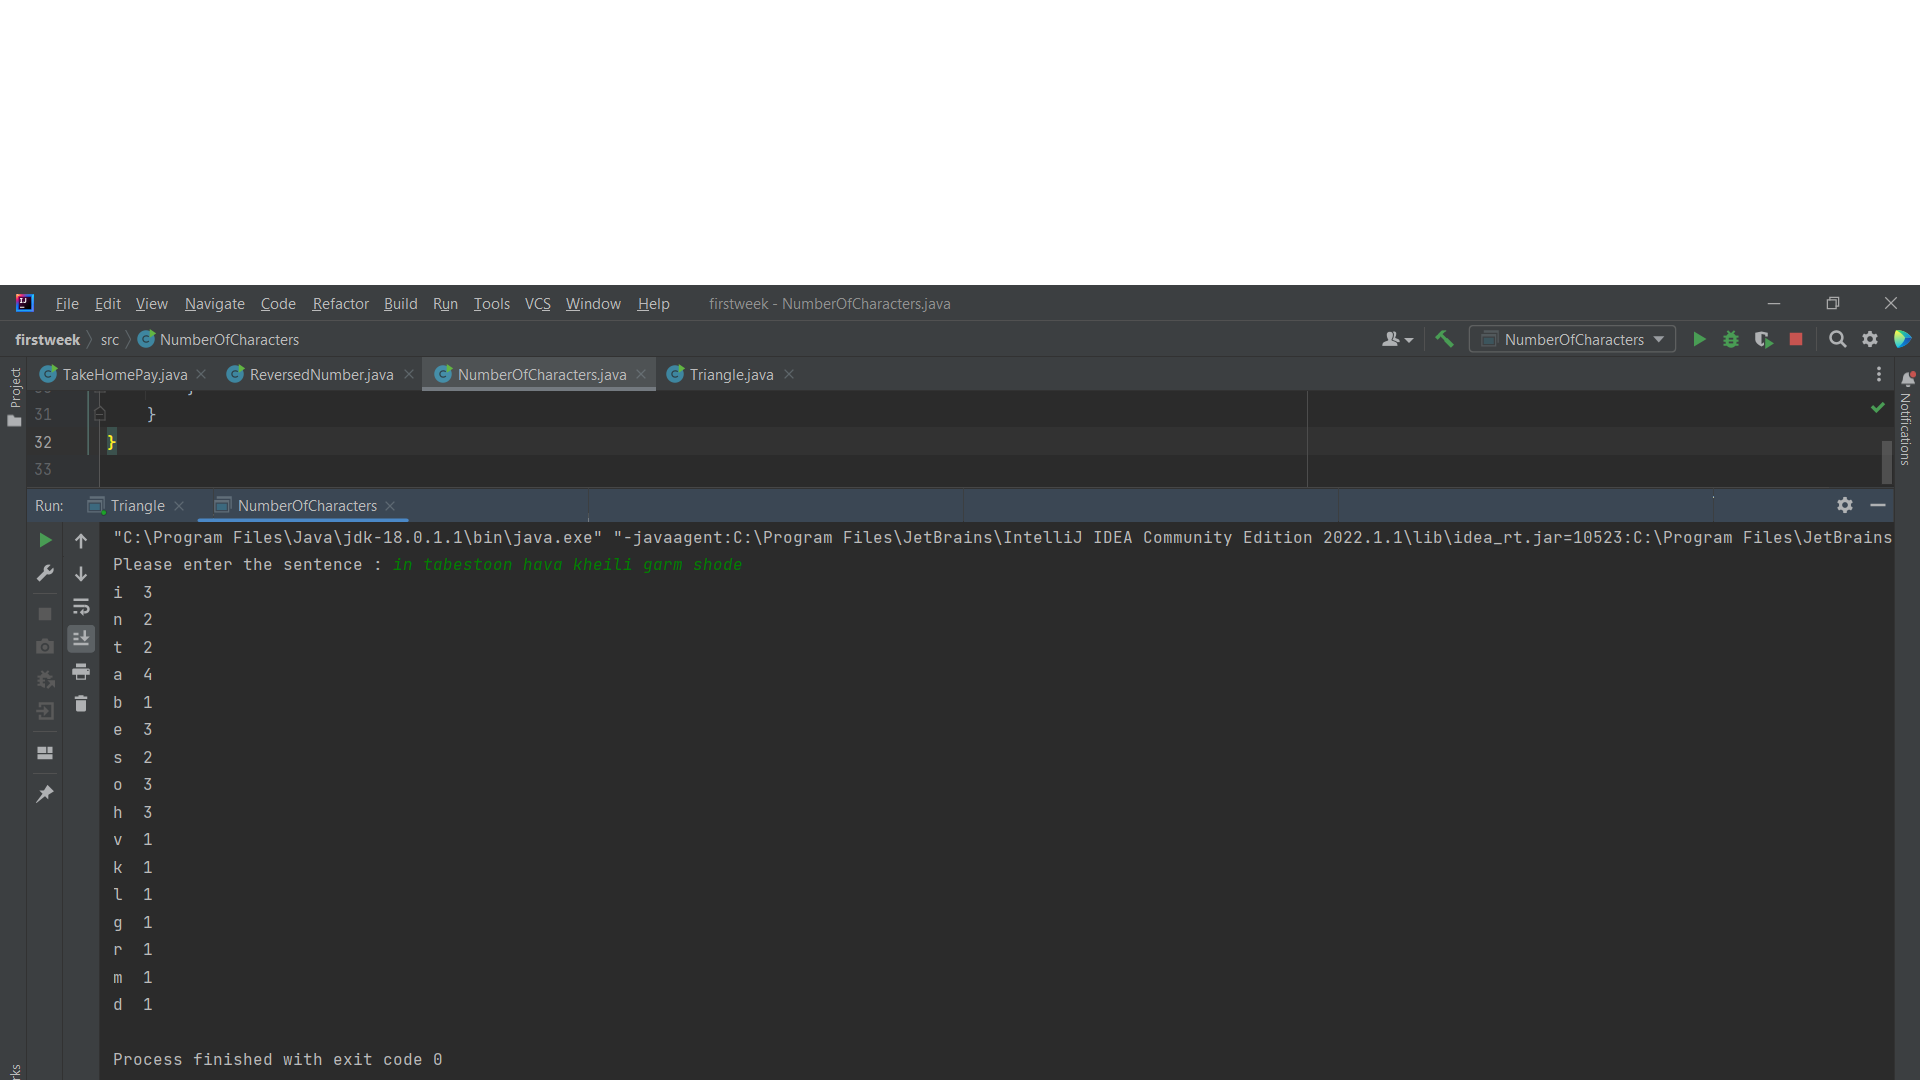 File Edit View Navigate Code Refactor Build Run Tools VCS Window Help firstweek - NumberOfCharacters.java
firstweek src NumberOfCharacters NumberOfCharacters
Project
TakeHomePay.java ReversedNumber.java NumberOfCharacters.java Triangle.java
Notifications
31 }
32 }
33
Run: Triangle NumberOfCharacters
"C:\Program Files\Java\jdk-18.0.1.1\bin\java.exe" "-javaagent:C:\Program Files\JetBrains\IntelliJ IDEA Community Edition 2022.1.1\lib\idea_rt.jar=10523:C:\Program Files\JetBrains
Please enter the sentence : in tabestoon hava kheili garm shode
i 3
n 2
t 2
a 4
b 1
e 3
s 2
o 3
h 3
v 1
k 1
l 1
g 1
r 1
m 1
d 1
Process finished with exit code 0